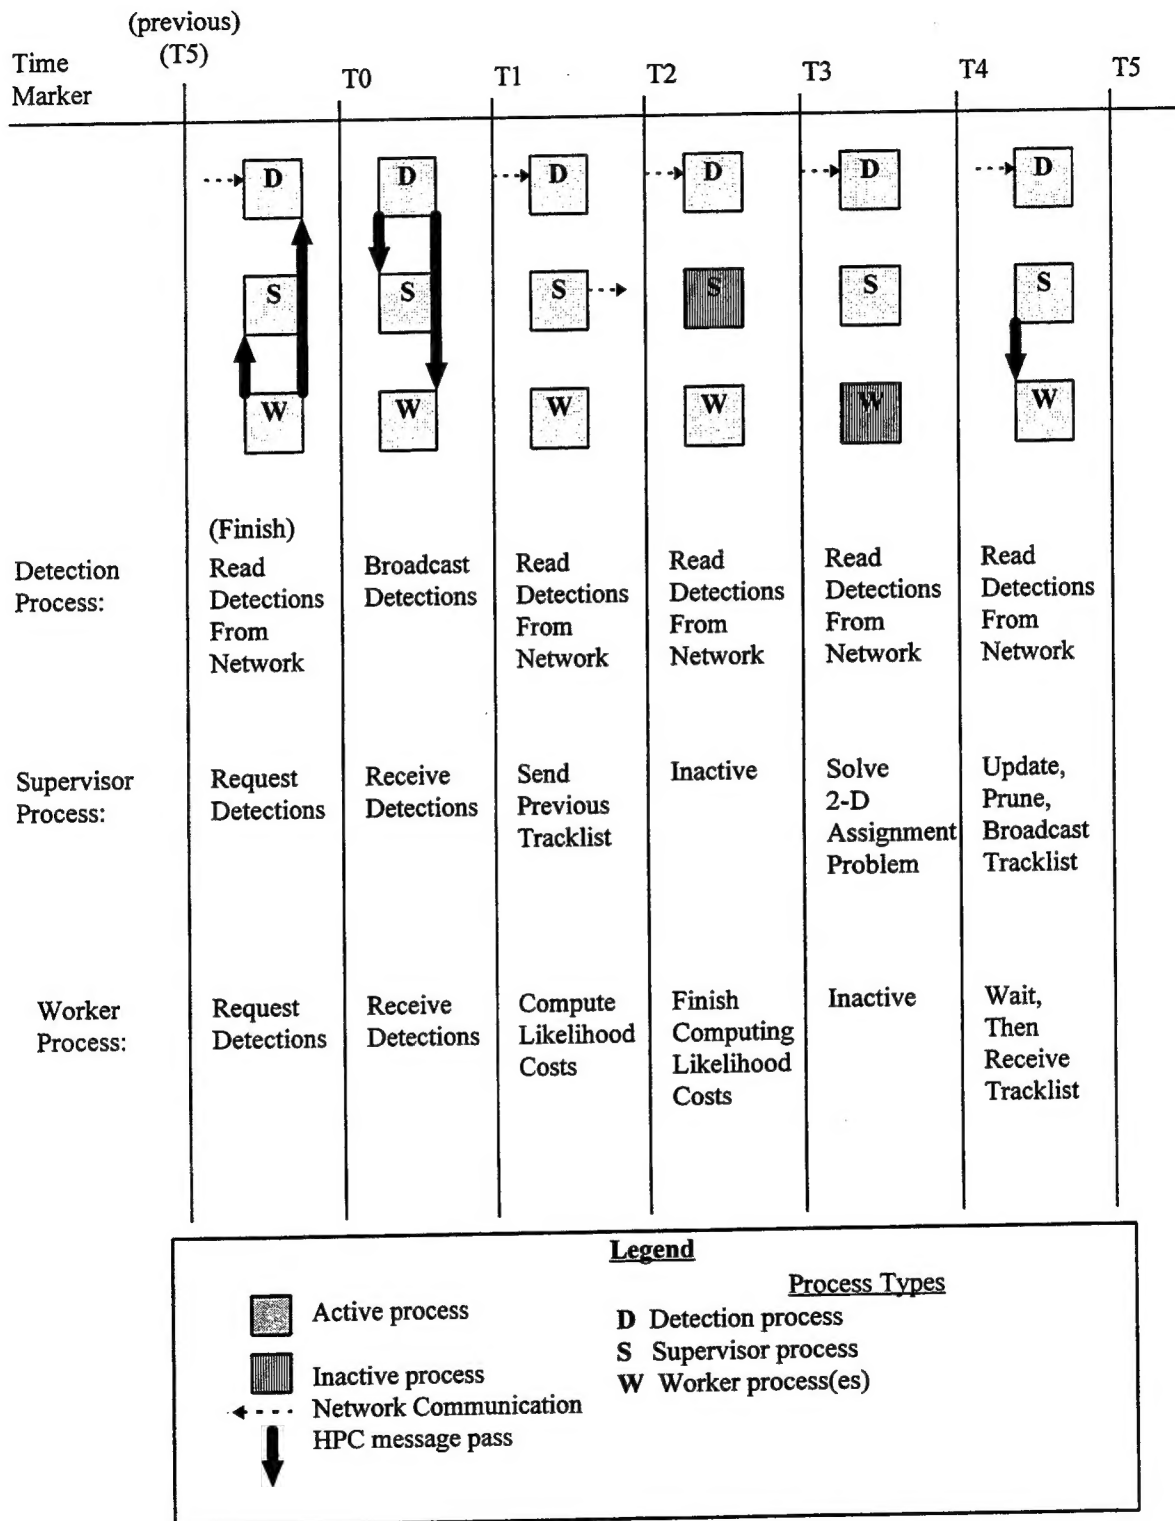 (previous)
(T5)
Time
Marker
T0
T1
T2
T3
T4
T5
D
D
D
D
D
D
S
S
S
S
S
S
W
W
W
W
W
W
Detection
Process:
(Finish)
Read
Detections
From
Network
Broadcast
Detections
Read
Detections
From
Network
Read
Detections
From
Network
Read
Detections
From
Network
Read
Detections
From
Network
Supervisor
Process:
Request
Detections
Receive
Detections
Send
Previous
Tracklist
Inactive
Solve
2-D
Assignment
Problem
Update,
Prune,
Broadcast
Tracklist
Worker
Process:
Request
Detections
Receive
Detections
Compute
Likelihood
Costs
Finish
Computing
Likelihood
Costs
Inactive
Wait,
Then
Receive
Tracklist
Legend
Active process
Inactive process
Network Communication
HPC message pass
Process Types
D Detection process
S Supervisor process
W Worker process(es)